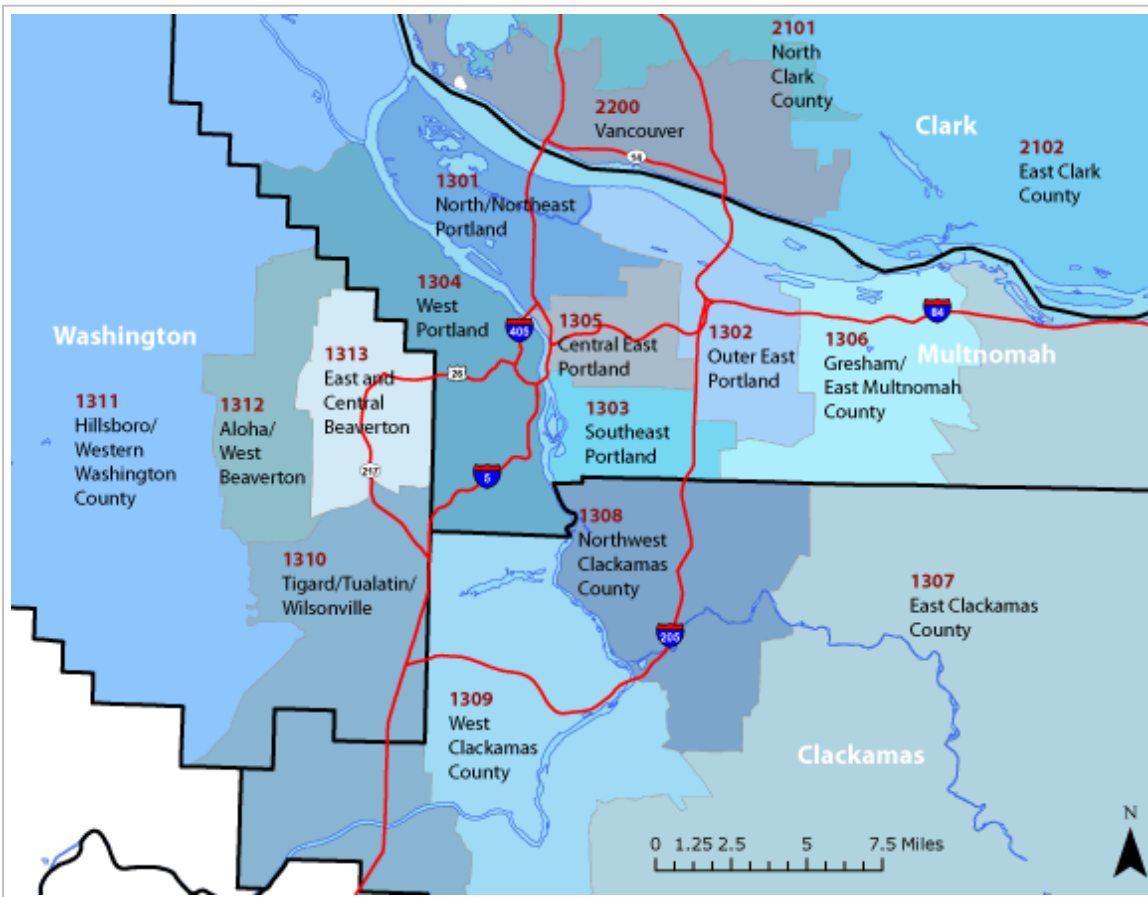 2101
North
Clark
County
2200
Vancouver
Clark
2102
East Clark
County
14
1301
North/Northeast
Portland
1304
West
Portland
405
1305
Central East
Portland
1302
Outer East
Portland
84
1306
Gresham/
East Multnomah
County
Multnomah
Washington
1313
East and
Central
Beaverton
26
1311
Hillsboro/
Western
Washington
County
1312
Aloha/
West
Beaverton
217
5
1303
Southeast
Portland
1308
Northwest
Clackamas
County
1310
Tigard/Tualatin/
Wilsonville
1307
East Clackamas
County
205
1309
West
Clackamas
County
Clackamas
N
0 1.25 2.5 5 7.5 Miles